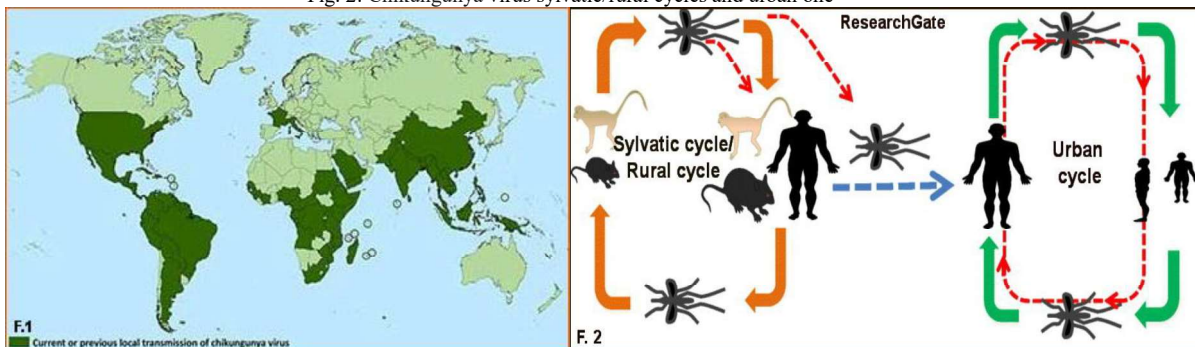 Fig. 2: Chikungunya virus sylvatic/rural cycles and urban one
F.1
Current or previous local transmission of chikungunya virus
ResearchGate
Sylvatic cycle/
Rural cycle
Urban
cycle
F. 2